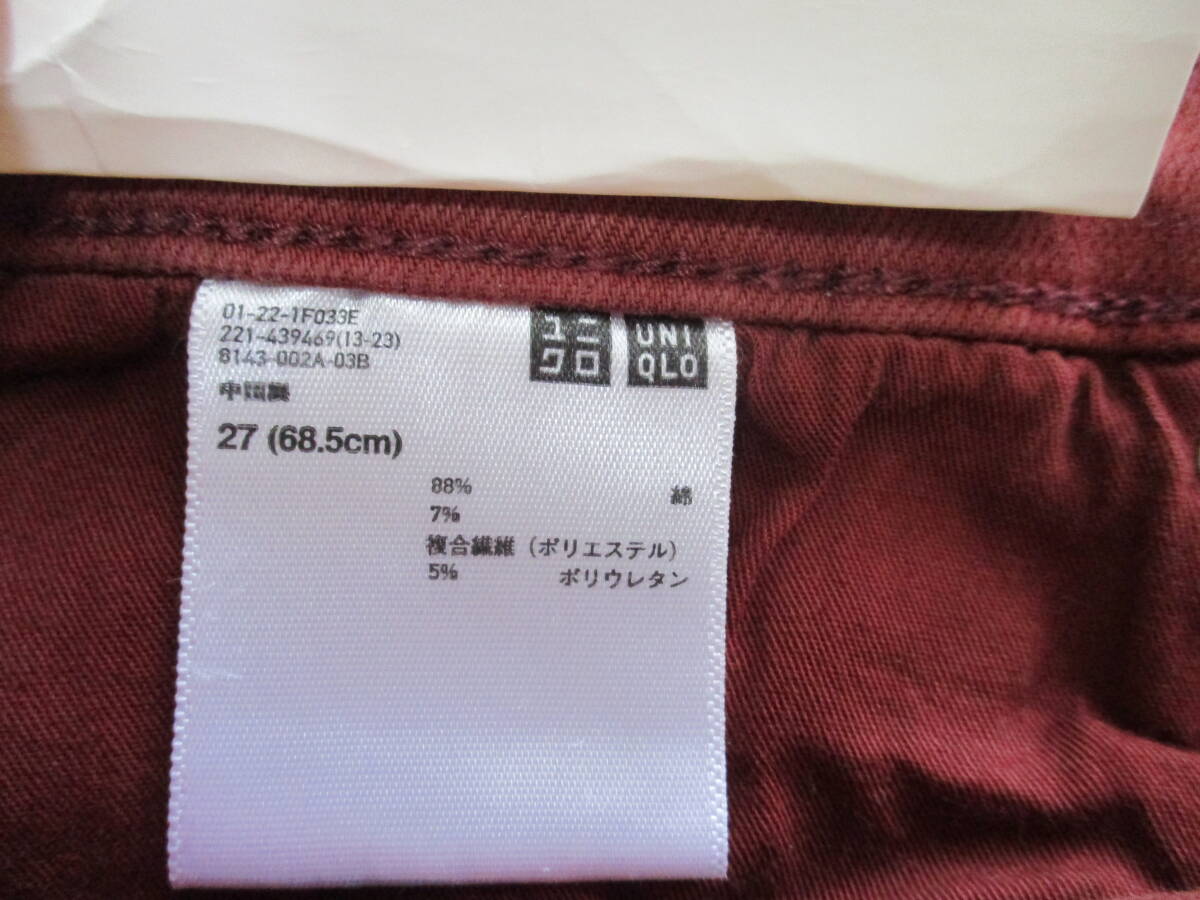 01-22-1F033E
221-439469(13-23)
8143-002A-03B
中国製
27 (68.5cm)
ユニ
クロ
UNI
QLO
88% 綿
7%
複合繊維（ポリエステル）
5% ポリウレタン